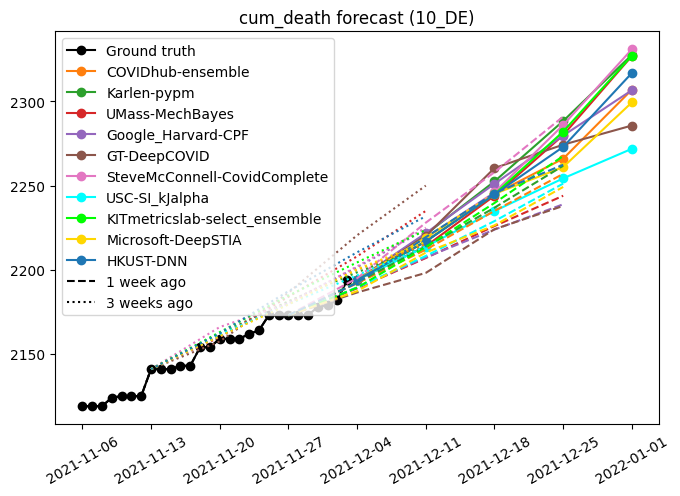 cum_death forecast (10_DE)
Ground truth
COVIDhub-ensemble
Karlen-pypm
UMass-MechBayes
Google_Harvard-CPF
GT-DeepCOVID
SteveMcConnell-CovidComplete
USC-SI_kJalpha
KITmetricslab-select_ensemble
Microsoft-DeepSTIA
HKUST-DNN
1 week ago
3 weeks ago
2300
2250
2200
2150
2021-11-06
2021-11-13
2021-11-20
2021-11-27
2021-12-04
2021-12-11
2021-12-18
2021-12-25
2022-01-01